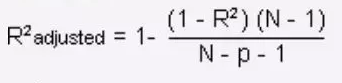 R²adjusted = 1- (1 - R²) (N - 1)
N - p - 1